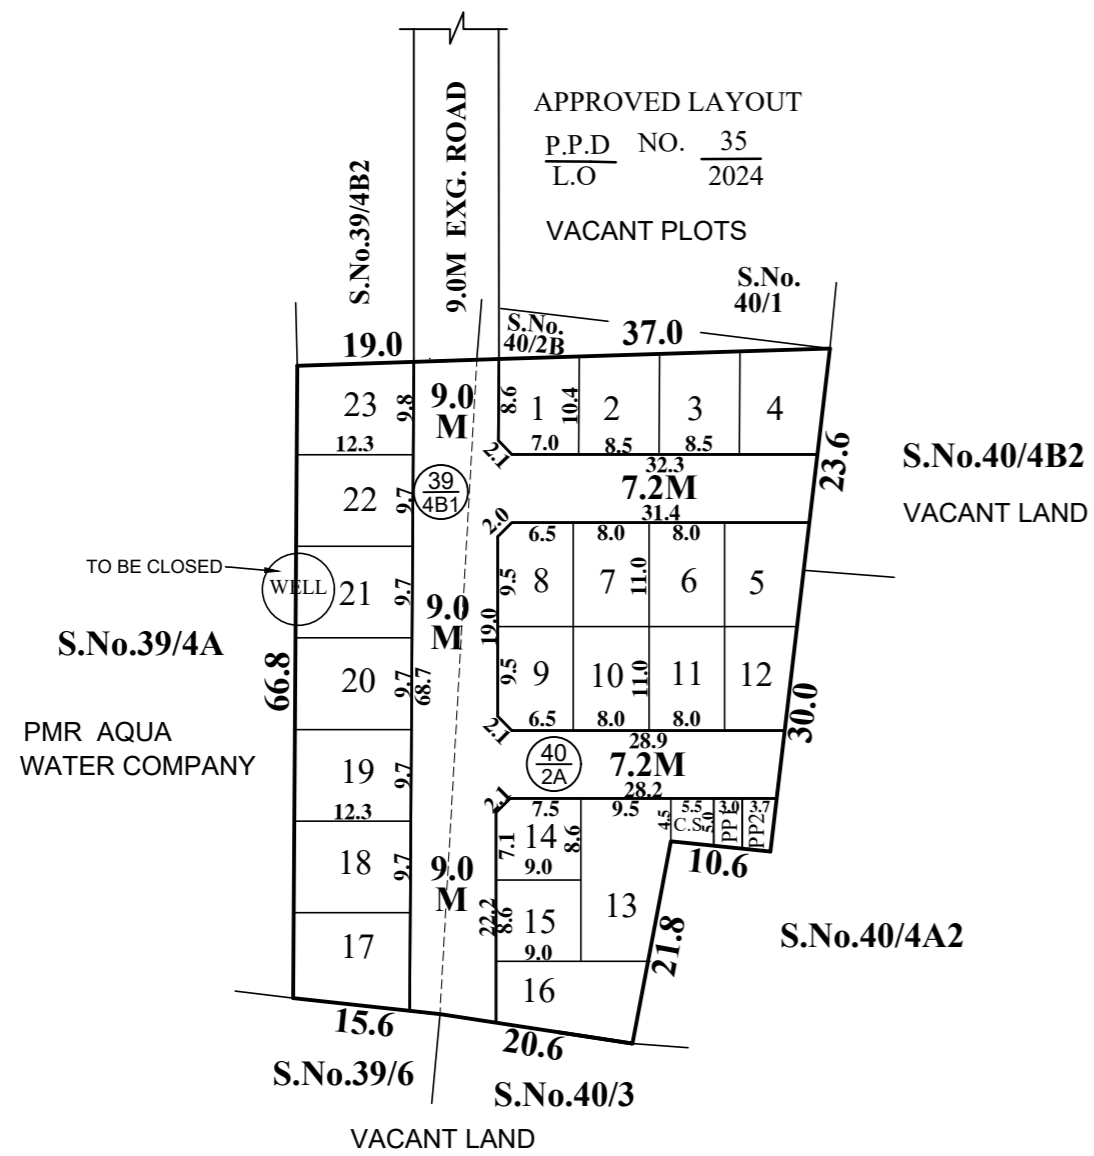 APPROVED LAYOUT
P.P.D NO. 35
L.O 2024
VACANT PLOTS
9.0M EXG. ROAD
S.No.39/4B2
S.No.
40/1
S.No.
40/2B
19.0
37.0
23
9.8
12.3
9.0
M
8.6
1
10.4
2
3
4
7.0
8.5
8.5
2.1
32.3
7.2M
31.4
23.6
S.No.40/4B2
VACANT LAND
22
9.7
39
4B1
2.0
6.5
8.0
8.0
TO BE CLOSED
WELL
21
9.7
9.0
M
9.5
19.0
8
7
11.0
6
5
S.No.39/4A
66.8
20
9.7
68.7
9.5
9
10
11.0
11
12
6.5
8.0
8.0
30.0
2.1
28.9
7.2M
28.2
40
2A
PMR AQUA
WATER COMPANY
19
9.7
12.3
2.1
7.5
9.5
4.5
5.5
C.S
5.0
3.0
PP1
3.7
PP2
10.6
7.1
14
8.6
9.0
18
9.7
9.0
M
22.2
8.6
15
9.0
13
21.8
S.No.40/4A2
17
16
15.6
20.6
S.No.39/6
S.No.40/3
VACANT LAND